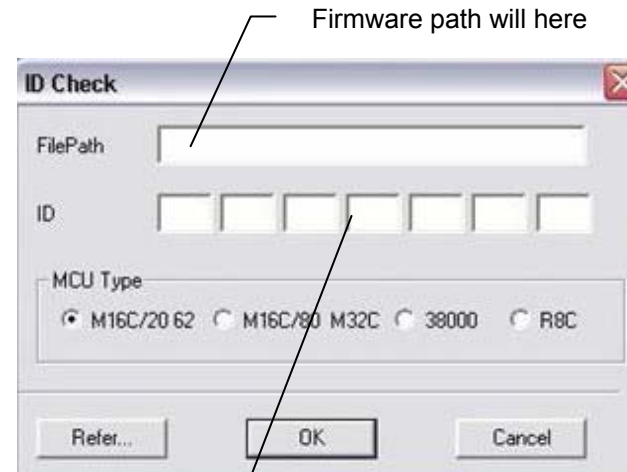 Firmware path will here
ID Check
FilePath
ID
MCU Type
M16C/20 62 M16C/80 M32C 38000 R8C
Refer... OK Cancel